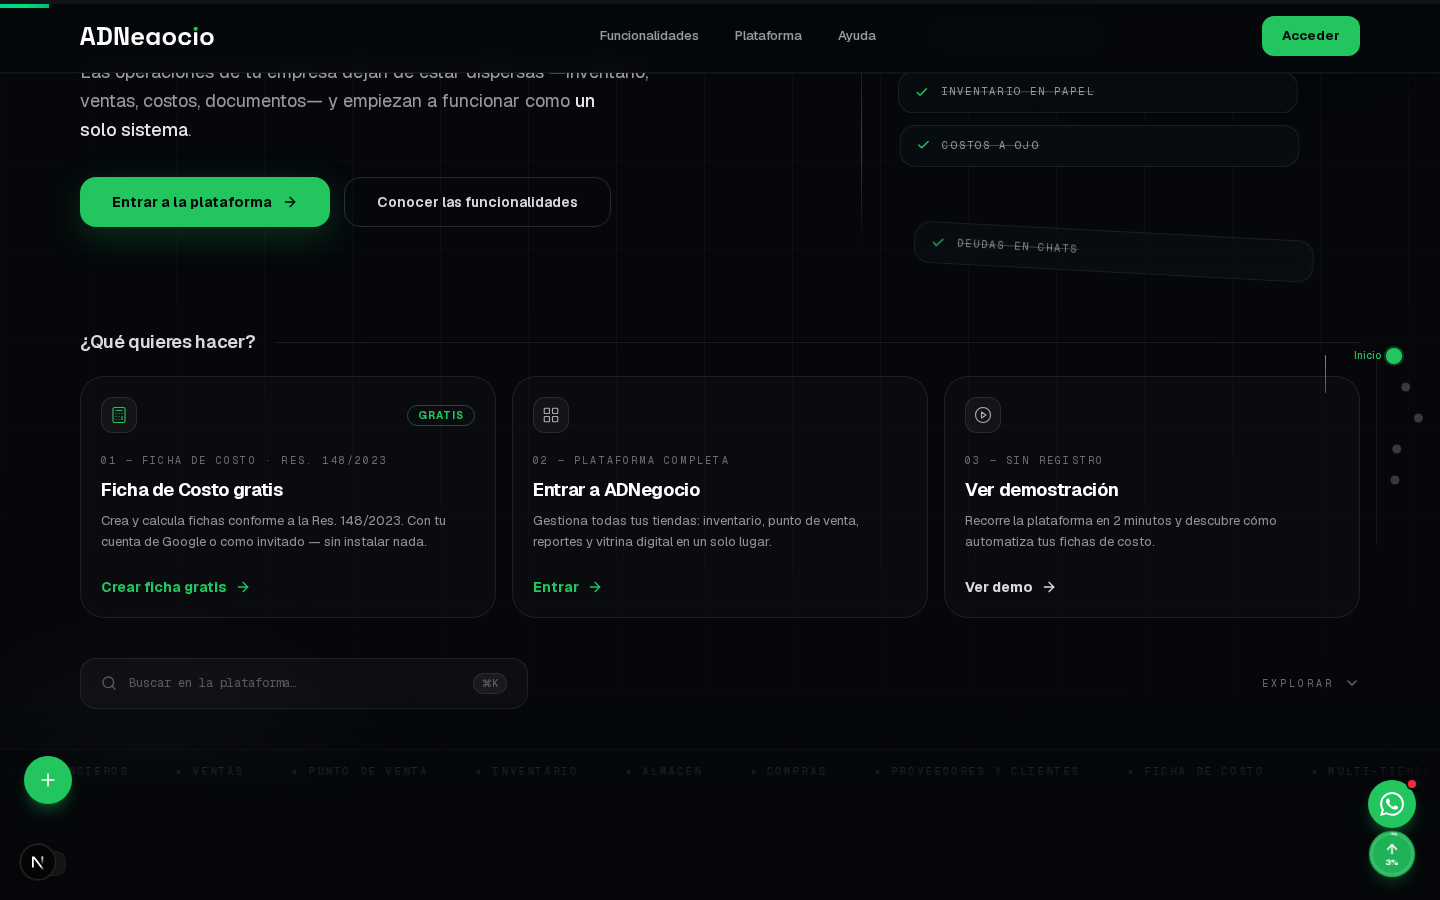 ADNegocio
Funcionalidades
Plataforma
Ayuda
Acceder
Las operaciones de tu empresa dejan de estar dispersas —inventario,
ventas, costos, documentos— y empiezan a funcionar como un
solo sistema.
Entrar a la plataforma
Conocer las funcionalidades
INVENTARIO EN PAPEL
COSTOS A OJO
DEUDAS EN CHATS
¿Qué quieres hacer?
Inicio
GRATIS
01 — FICHA DE COSTO · RES. 148/2023
Ficha de Costo gratis
Crea y calcula fichas conforme a la Res. 148/2023. Con tu
cuenta de Google o como invitado — sin instalar nada.
Crear ficha gratis
02 — PLATAFORMA COMPLETA
Entrar a ADNegocio
Gestiona todas tus tiendas: inventario, punto de venta,
reportes y vitrina digital en un solo lugar.
Entrar
03 — SIN REGISTRO
Ver demostración
Recorre la plataforma en 2 minutos y descubre cómo
automatiza tus fichas de costo.
Ver demo
Buscar en la plataforma…
⌘K
EXPLORAR
NCIEROS • VENTAS • PUNTO DE VENTA • INVENTARIO • ALMACÉN • COMPRAS • PROVEEDORES Y CLIENTES • FICHA DE COSTO • MULTI-TIEND
N
3%